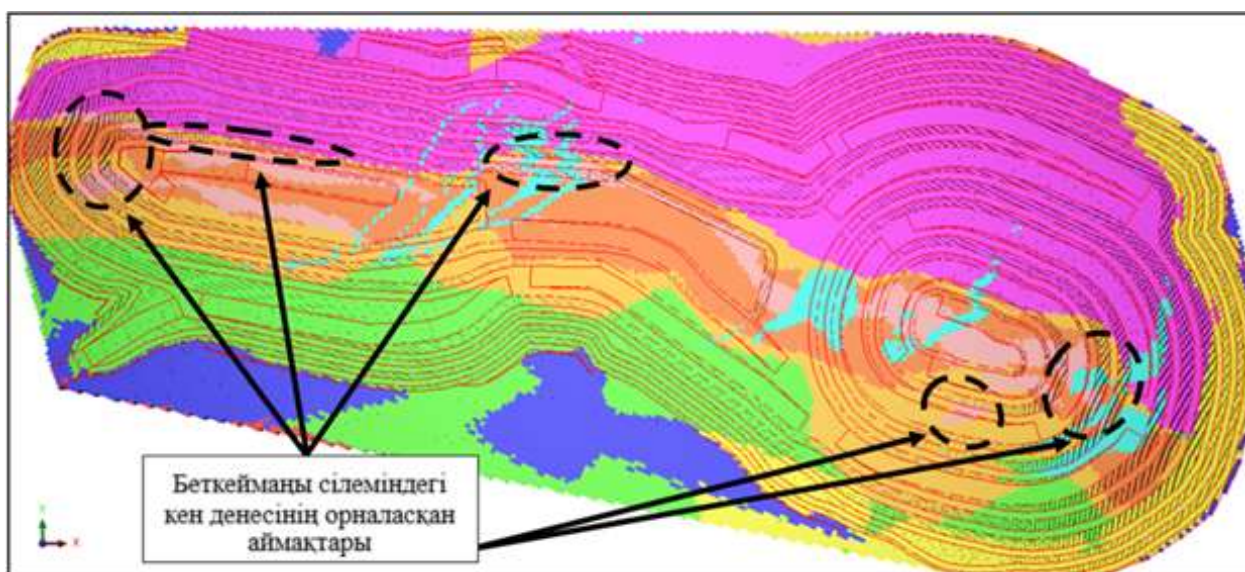 Беткеймаңы сілеміндегі
кен денесінің орналасқан
аймақтары
Y
X